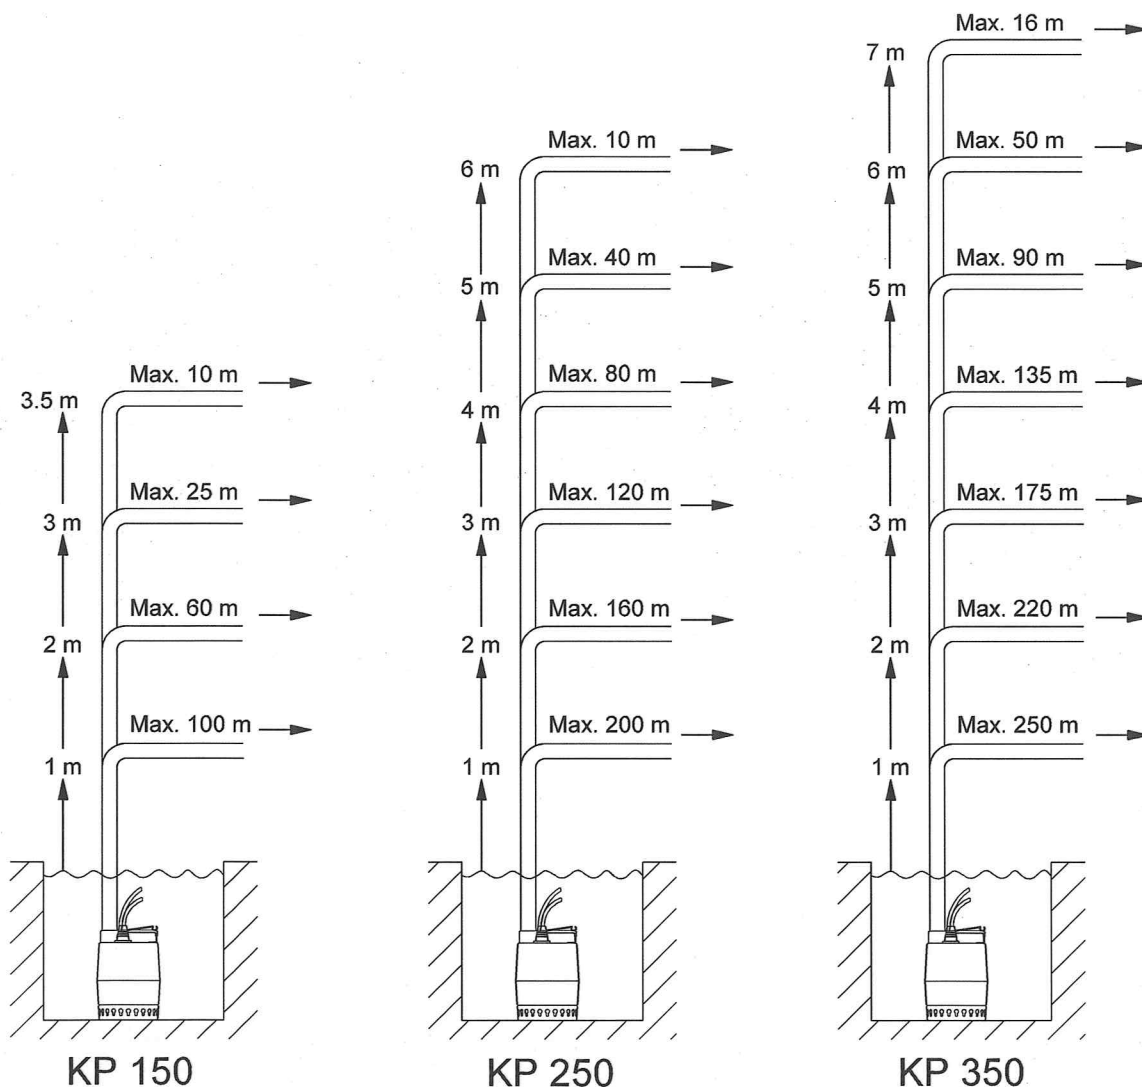 Max. 16 m
7 m
Max. 10 m
6 m
Max. 50 m
6 m
Max. 40 m
5 m
Max. 90 m
5 m
Max. 10 m
3.5 m
Max. 80 m
4 m
Max. 135 m
4 m
Max. 25 m
3 m
Max. 120 m
3 m
Max. 175 m
3 m
Max. 60 m
2 m
Max. 160 m
2 m
Max. 220 m
2 m
Max. 100 m
1 m
Max. 200 m
1 m
Max. 250 m
1 m
KP 150
KP 250
KP 350